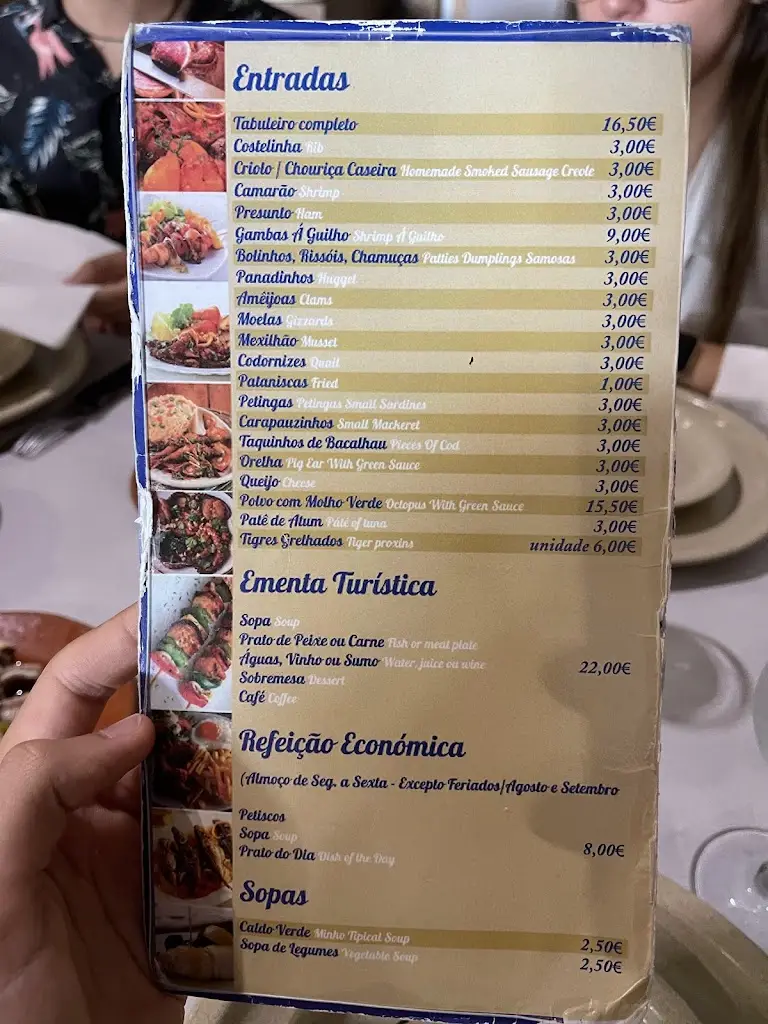 Entradas
Tabuleiro completo 16,50€
Costelinha Rib 3,00€
Criolo / Chouriça Caseira Homemade Smoked Sausage Creole 3,00€
Camarão Shrimp 3,00€
Presunto Ham 3,00€
Gambas Á Guilho Shrimp Á Guilho 9,00€
Bolinhos, Rissóis, Chamuças Patties Dumplings Samosas 3,00€
Panadinhos Nugget 3,00€
Amêijoas Clams 3,00€
Moelas Gizzards 3,00€
Mexilhão Mussel 3,00€
Codornizes Quail 3,00€
Pataniscas Fried 1,00€
Petingas Petingas Small Sardines 3,00€
Carapauzinhos Small Mackerel 3,00€
Taquinhos de Bacalhau Pieces Of Cod 3,00€
Orelha Pig Ear With Green Sauce 3,00€
Queijo Cheese 3,00€
Polvo com Molho Verde Octopus With Green Sauce 15,50€
Patê de Atum Páté of tuna 3,00€
Tigres Grelhados Tiger proxins unidade 6,00€
Ementa Turística
Sopa Soup
Prato de Peixe ou Carne Fish or meat plate
Águas, Vinho ou Sumo Water, juice ou wine 22,00€
Sobremesa Dessert
Café Coffee
Refeição Económica
(Almoço de Seg. a Sexta - Excepto Feriados/Agosto e Setembro
Petiscos
Sopa Soup
Prato do Dia Dish of the Day 8,00€
Sopas
Caldo Verde Minho Tipical Soup 2,50€
Sopa de Legumes Vegetable Soup 2,50€